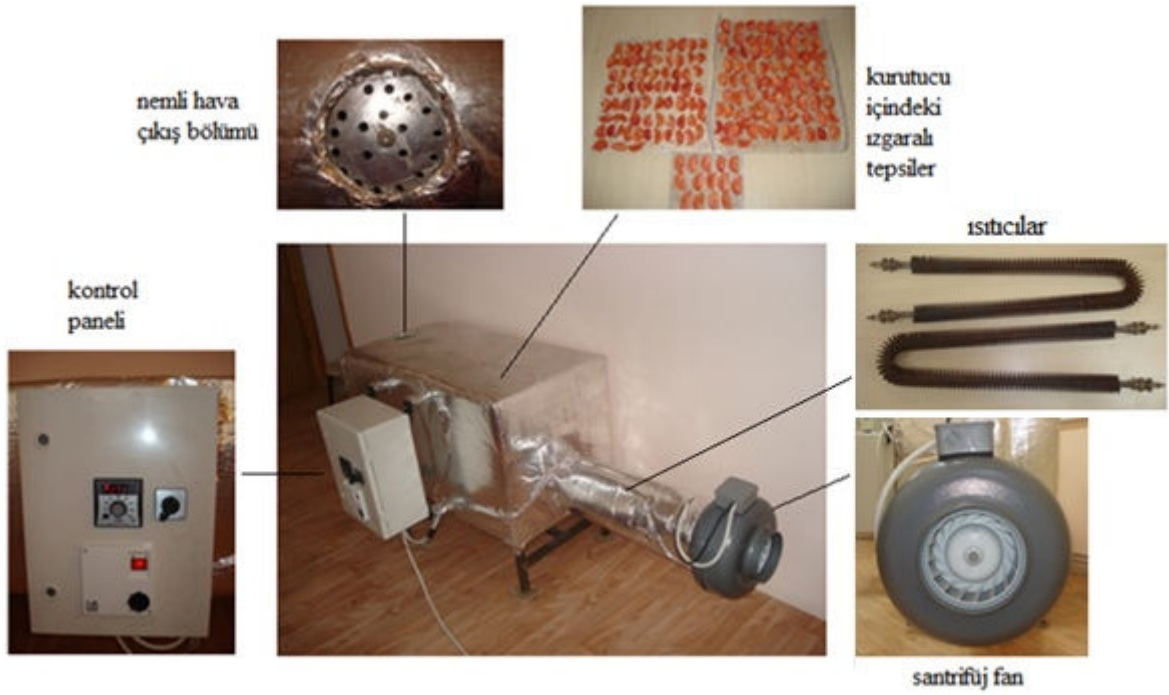 nemli hava
çıkış bölümü
kurutucu
içindeki
ızgaralı
tepsiler
ısıtıcılar
kontrol
paneli
santrifüj fan